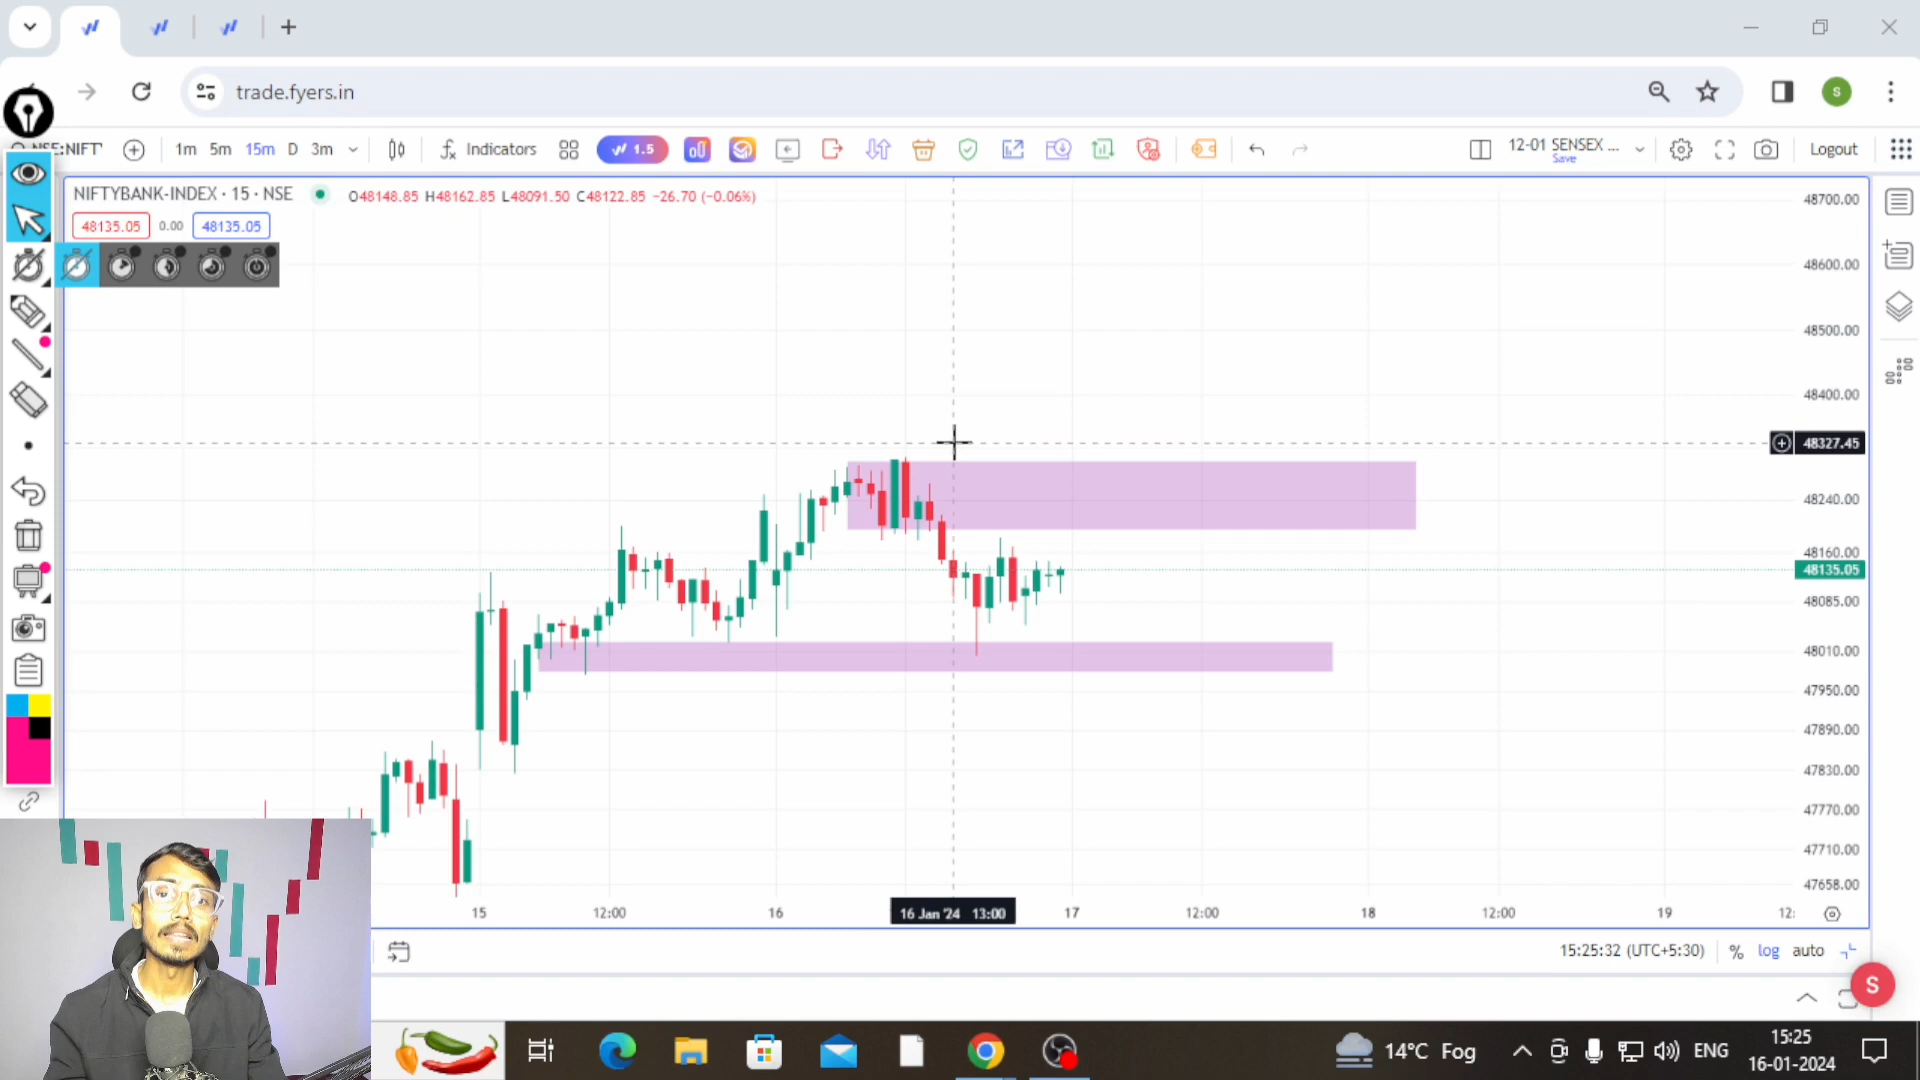 trade.fyers.in
S
NSE:NIFT
1m 5m 15m D 3m
Indicators
1.5
12-01 SENSEX ...
Save
Logout
NIFTYBANK-INDEX · 15 · NSE
O48148.85 H48162.85 L48091.50 C48122.85 −26.70 (−0.06%)
48135.05 0.00 48135.05
48700.00
48600.00
48500.00
48400.00
48327.45
48240.00
48160.00
48135.05
48085.00
48010.00
47950.00
47890.00
47830.00
47770.00
47710.00
47658.00
15 12:00 16 16 Jan '24 13:00 17 12:00 18 12:00 19 12:
15:25:32 (UTC+5:30) % log auto
S
14°C Fog
ENG
15:25
16-01-2024